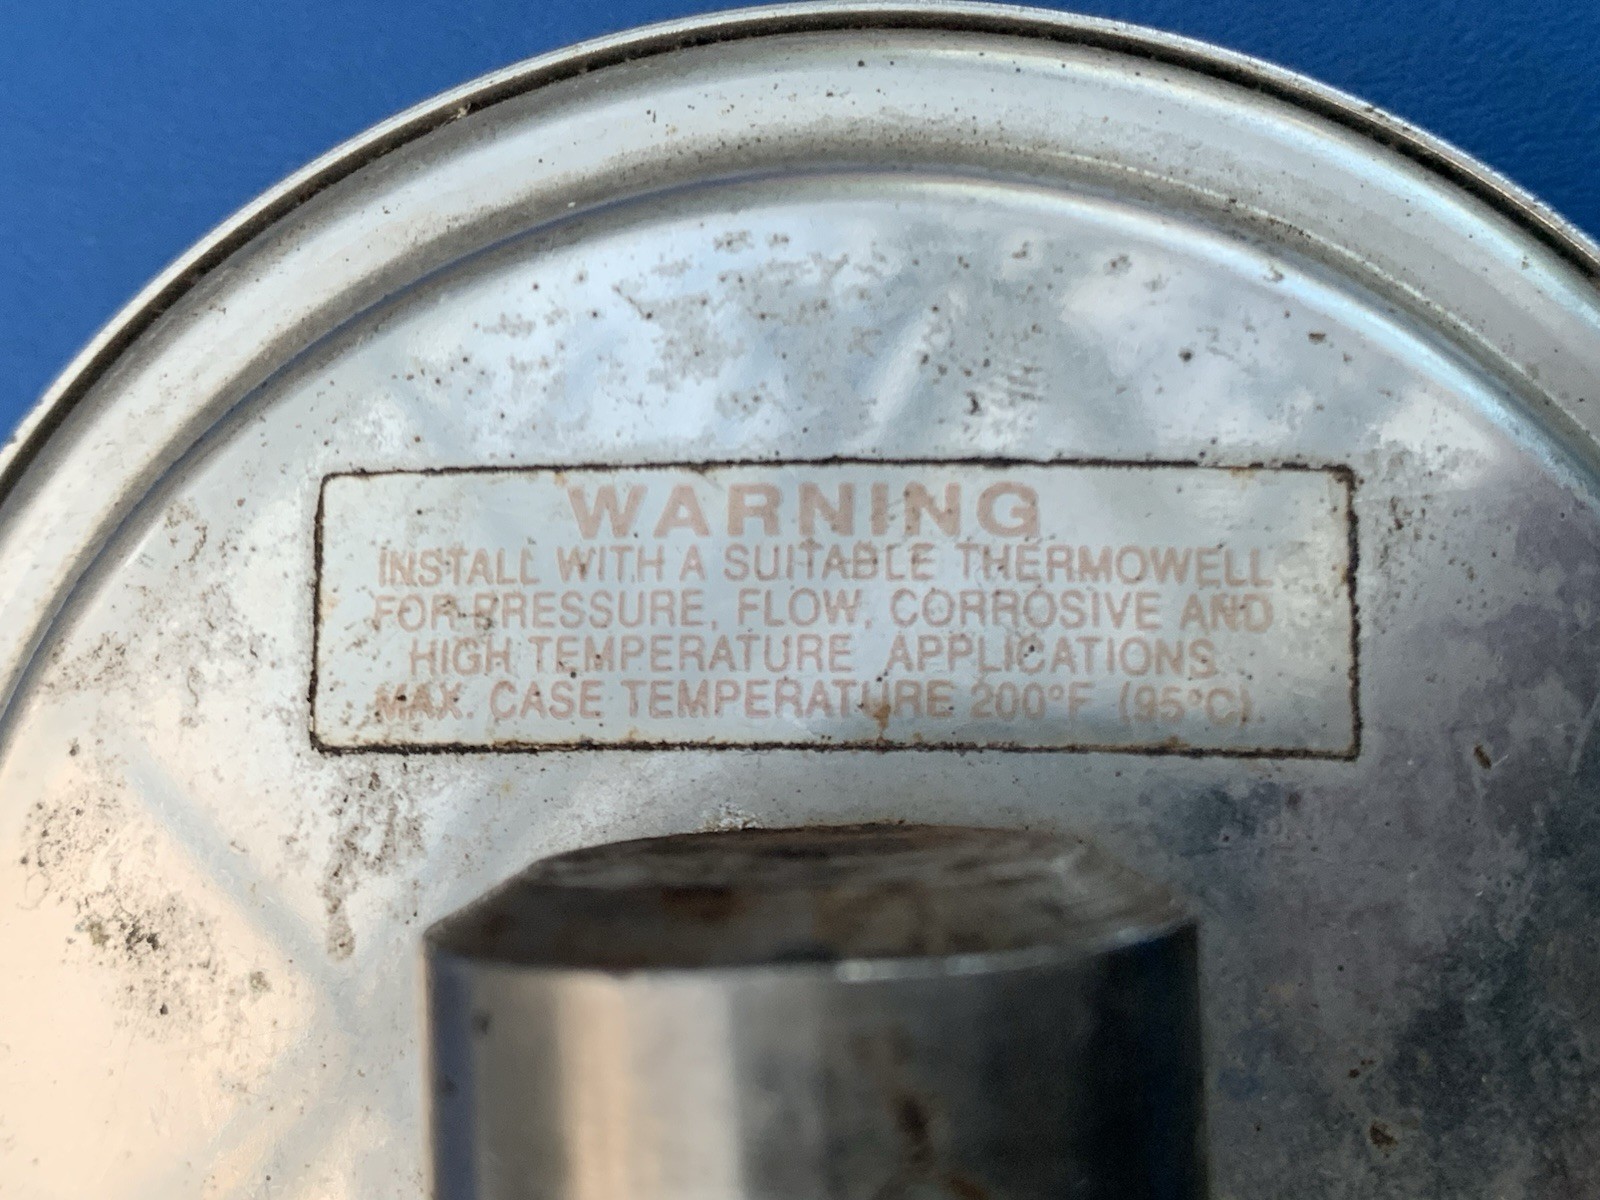 WARNING
INSTALL WITH A SUITABLE THERMOWELL
FOR PRESSURE, FLOW, CORROSIVE AND
HIGH TEMPERATURE APPLICATIONS
MAX. CASE TEMPERATURE 200°F (95°C).